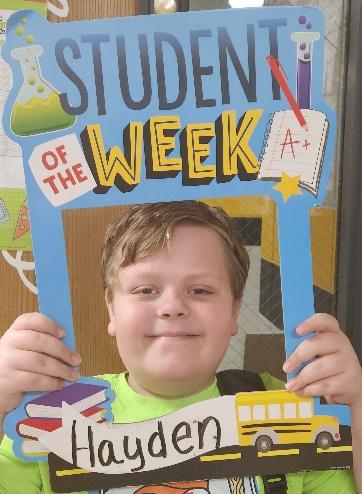 STUDENT
OF
THE
WEEK
A+
Hayden